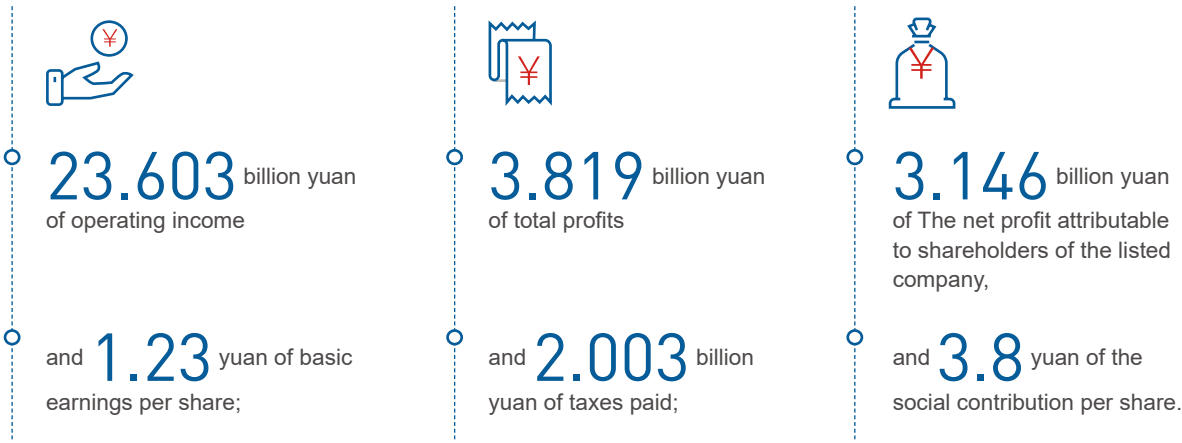 ¥
23.603 billion yuan
of operating income
and 1.23 yuan of basic
earnings per share;
¥
3.819 billion yuan
of total profits
and 2.003 billion
yuan of taxes paid;
¥
3.146 billion yuan
of The net profit attributable
to shareholders of the listed
company,
and 3.8 yuan of the
social contribution per share.